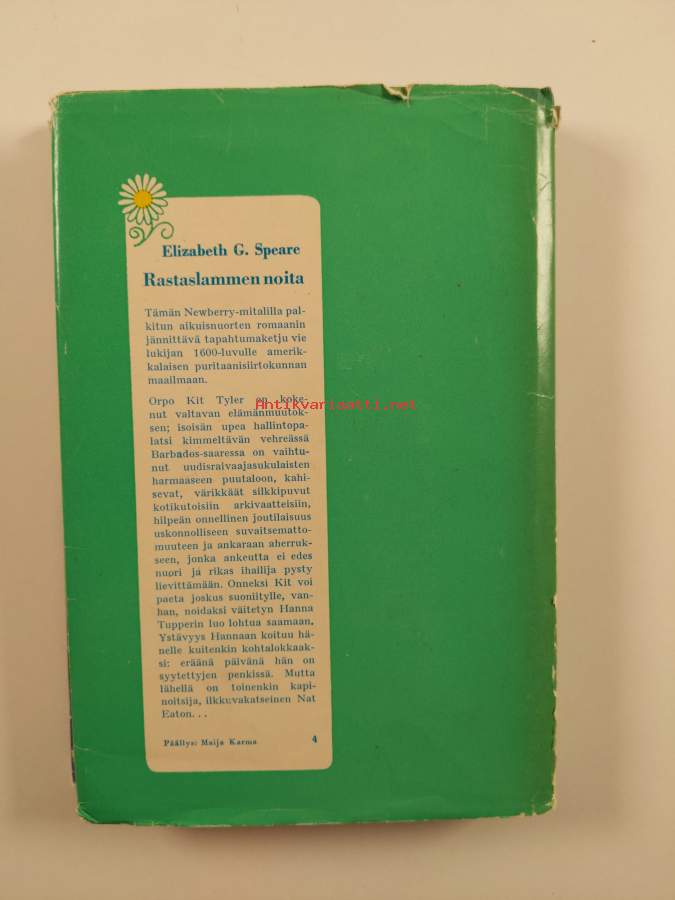 Elizabeth G. Speare
Rastaslammen noita
Tämän Newberry-mitalilla pal-
kitun aikuisnuorten romaanin
jännittävä tapahtumaketju vie
lukijan 1600-luvulle amerik-
kalaisen puritaanisiirtokunnan
maailmaan.
Orpo Kit Tyler on koke-
Antikvariaatti.net
nut valtavan elämänmuutok-
sen; isoisän upea hallintopa-
latsi kimmeltävän vehreässä
Barbados-saaressa on vaihtu-
nut uudisraivaajasukulaisten
harmaaseen puutaloon, kahi-
sevat, värikkäät silkkipuvut
kotikutoisiin arkivaatteisiin,
hilpeän onnellinen joutilaisuus
uskonnolliseen suvaitsematto-
muuteen ja ankaraan aherruk-
seen, jonka ankeutta ei edes
nuori ja rikas ihailija pysty
lievittämään. Onneksi Kit voi
paeta joskus suoniitylle, van-
han, noidaksi väitetyn Hanna
Tupperin luo lohtua saamaan.
Ystävyys Hannaan koituu hä-
nelle kuitenkin kohtalokkaak-
si: eräänä päivänä hän on
syytettyjen penkissä. Mutta
lähellä on toinenkin kapi-
noitsija, ilkkuvakatseinen Nat
Eaton...
Päällys: Maija Karma 4